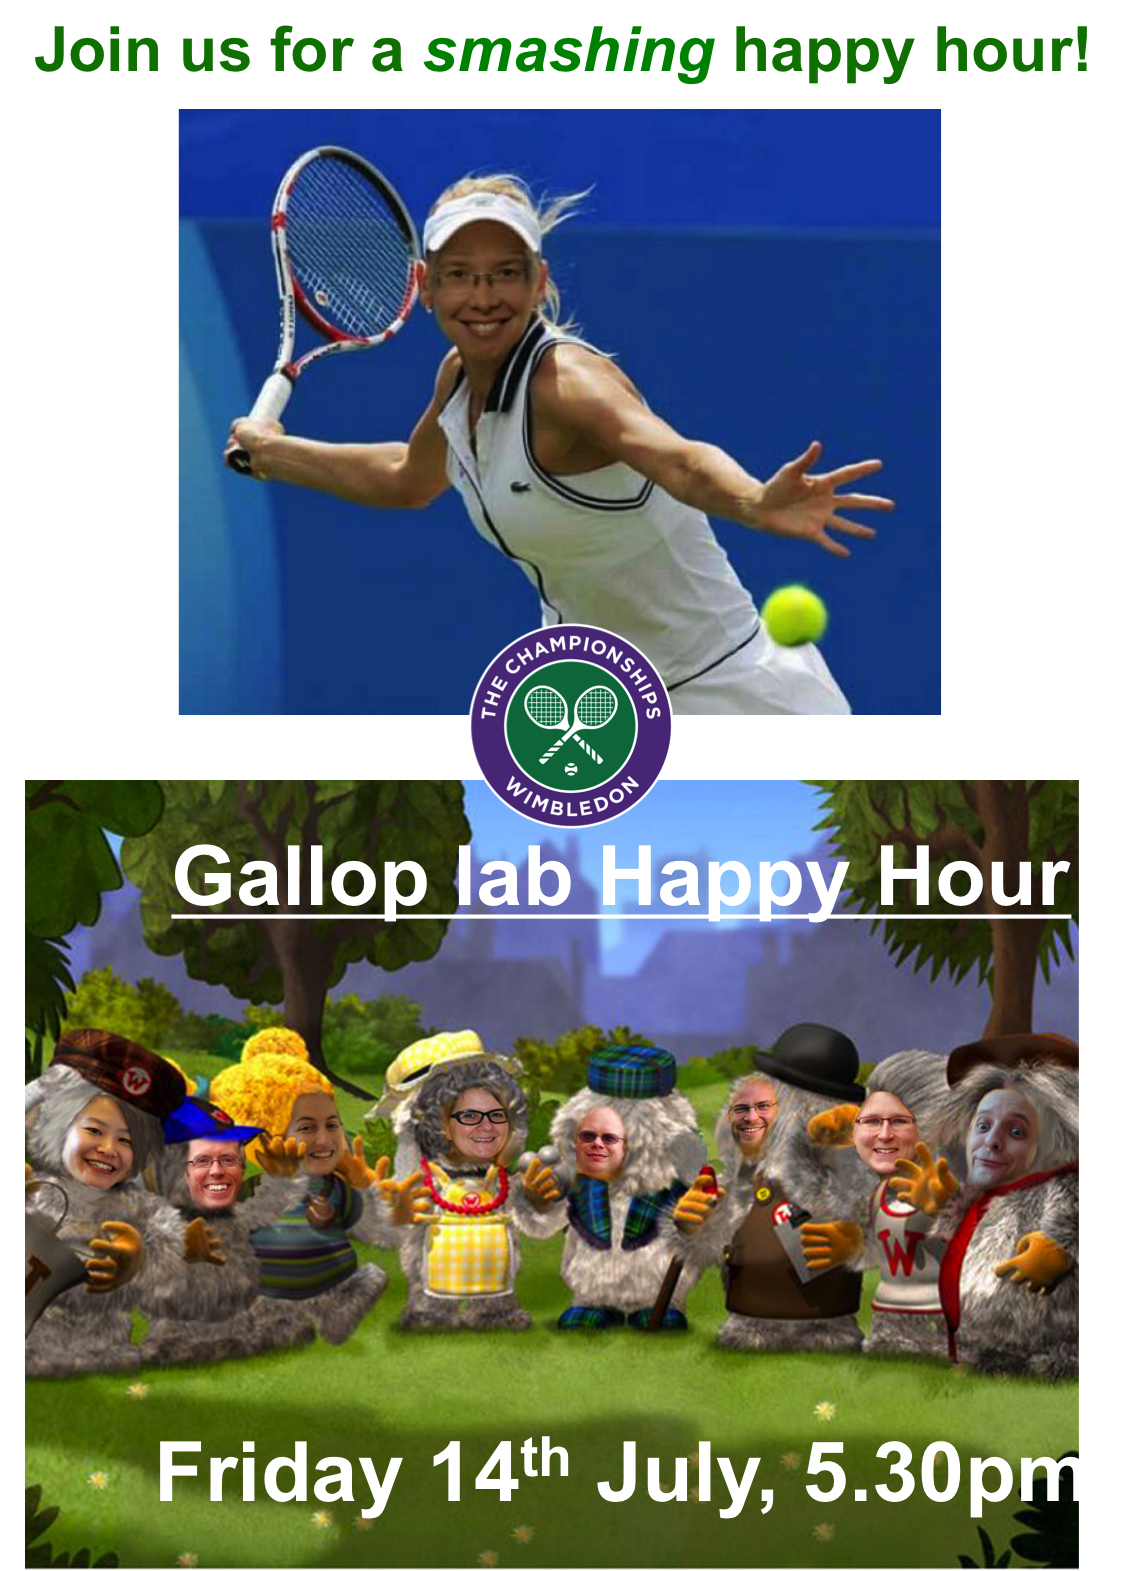 Join us for a smashing happy hour!
THE CHAMPIONSHIPS
WIMBLEDON
Gallop lab Happy Hour
W
W
W
Friday 14th July, 5.30pm